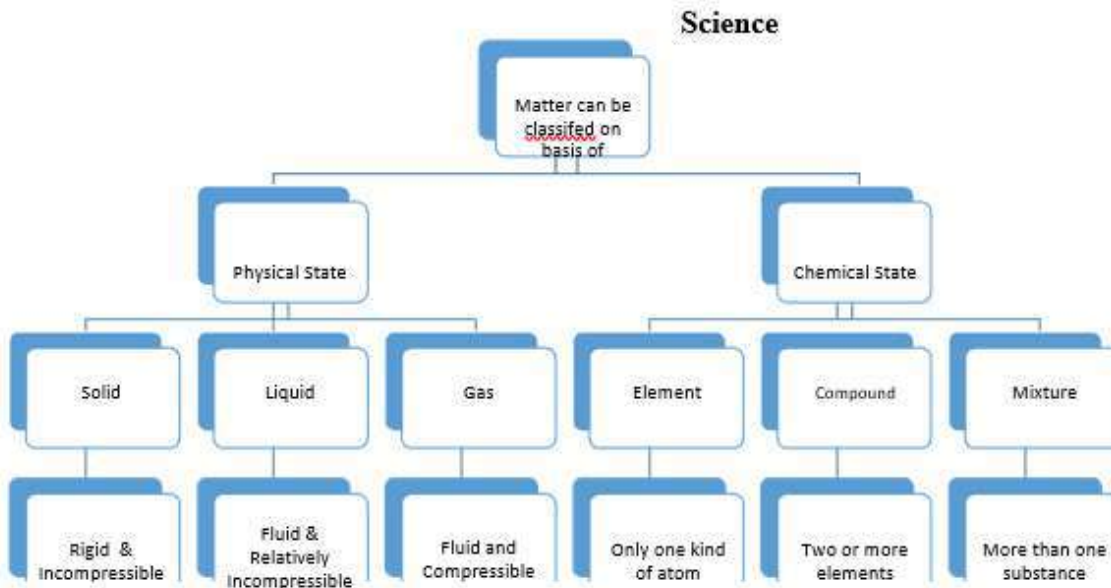 Science
Matter can be
classifed on
basis of
Physical State
Chemical State
Solid
Liquid
Gas
Element
Compound
Mixture
Rigid &
Incompressible
Fluid &
Relatively
Incompressible
Fluid and
Compressible
Only one kind
of atom
Two or more
elements
More than one
substance